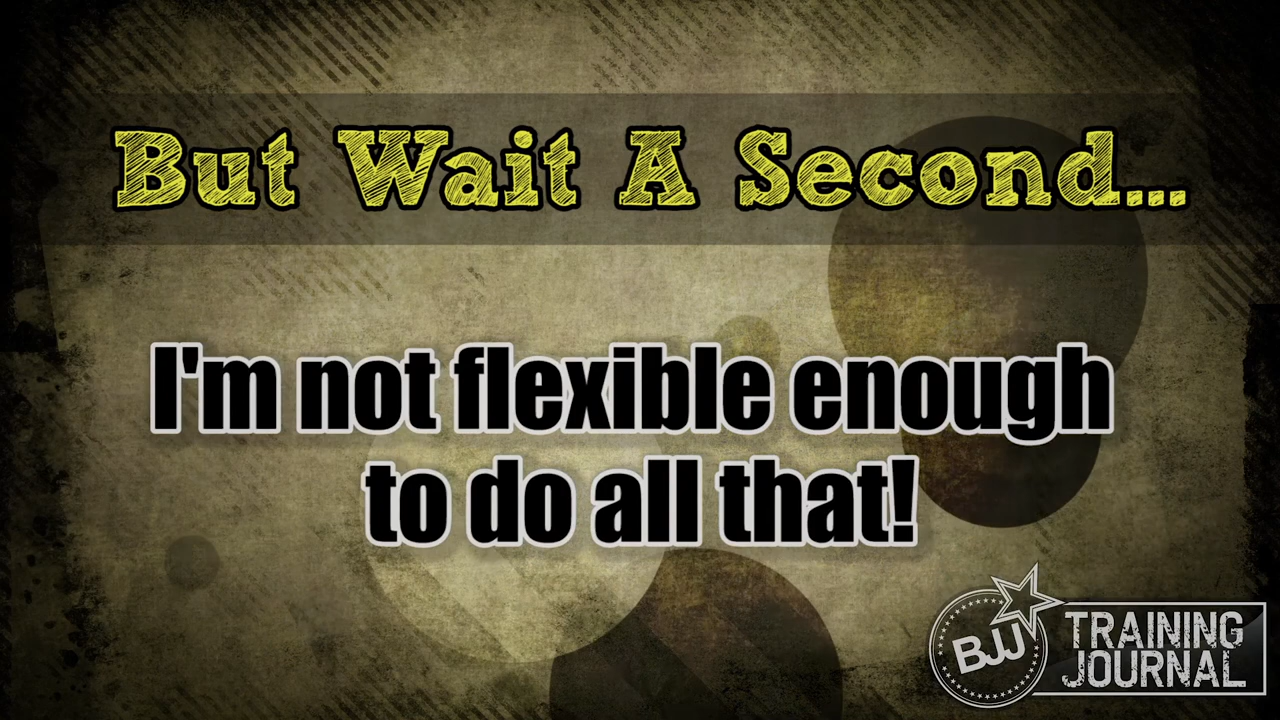 But Wait A Second...
I'm not flexible enough
to do all that!
BJJ
TRAINING
JOURNAL